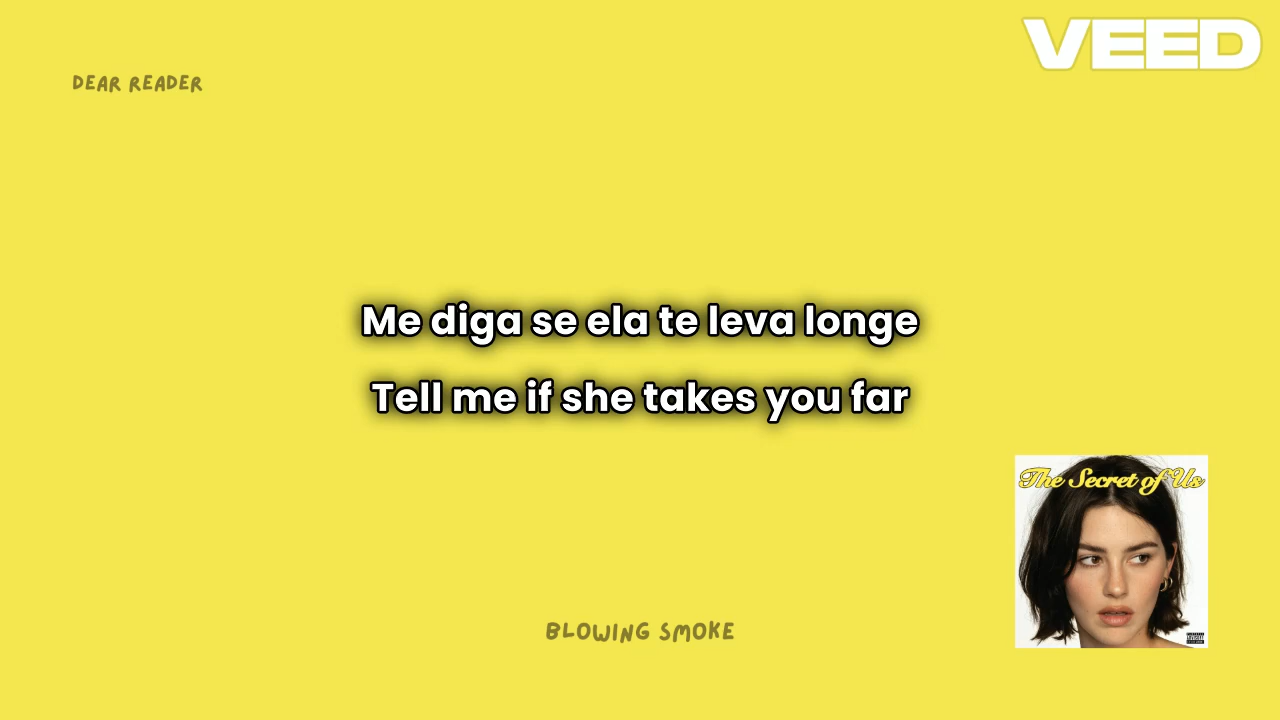 VEED
DEAR READER
Me diga se ela te leva longe
Tell me if she takes you far
The Secret of Us
BLOWING SMOKE